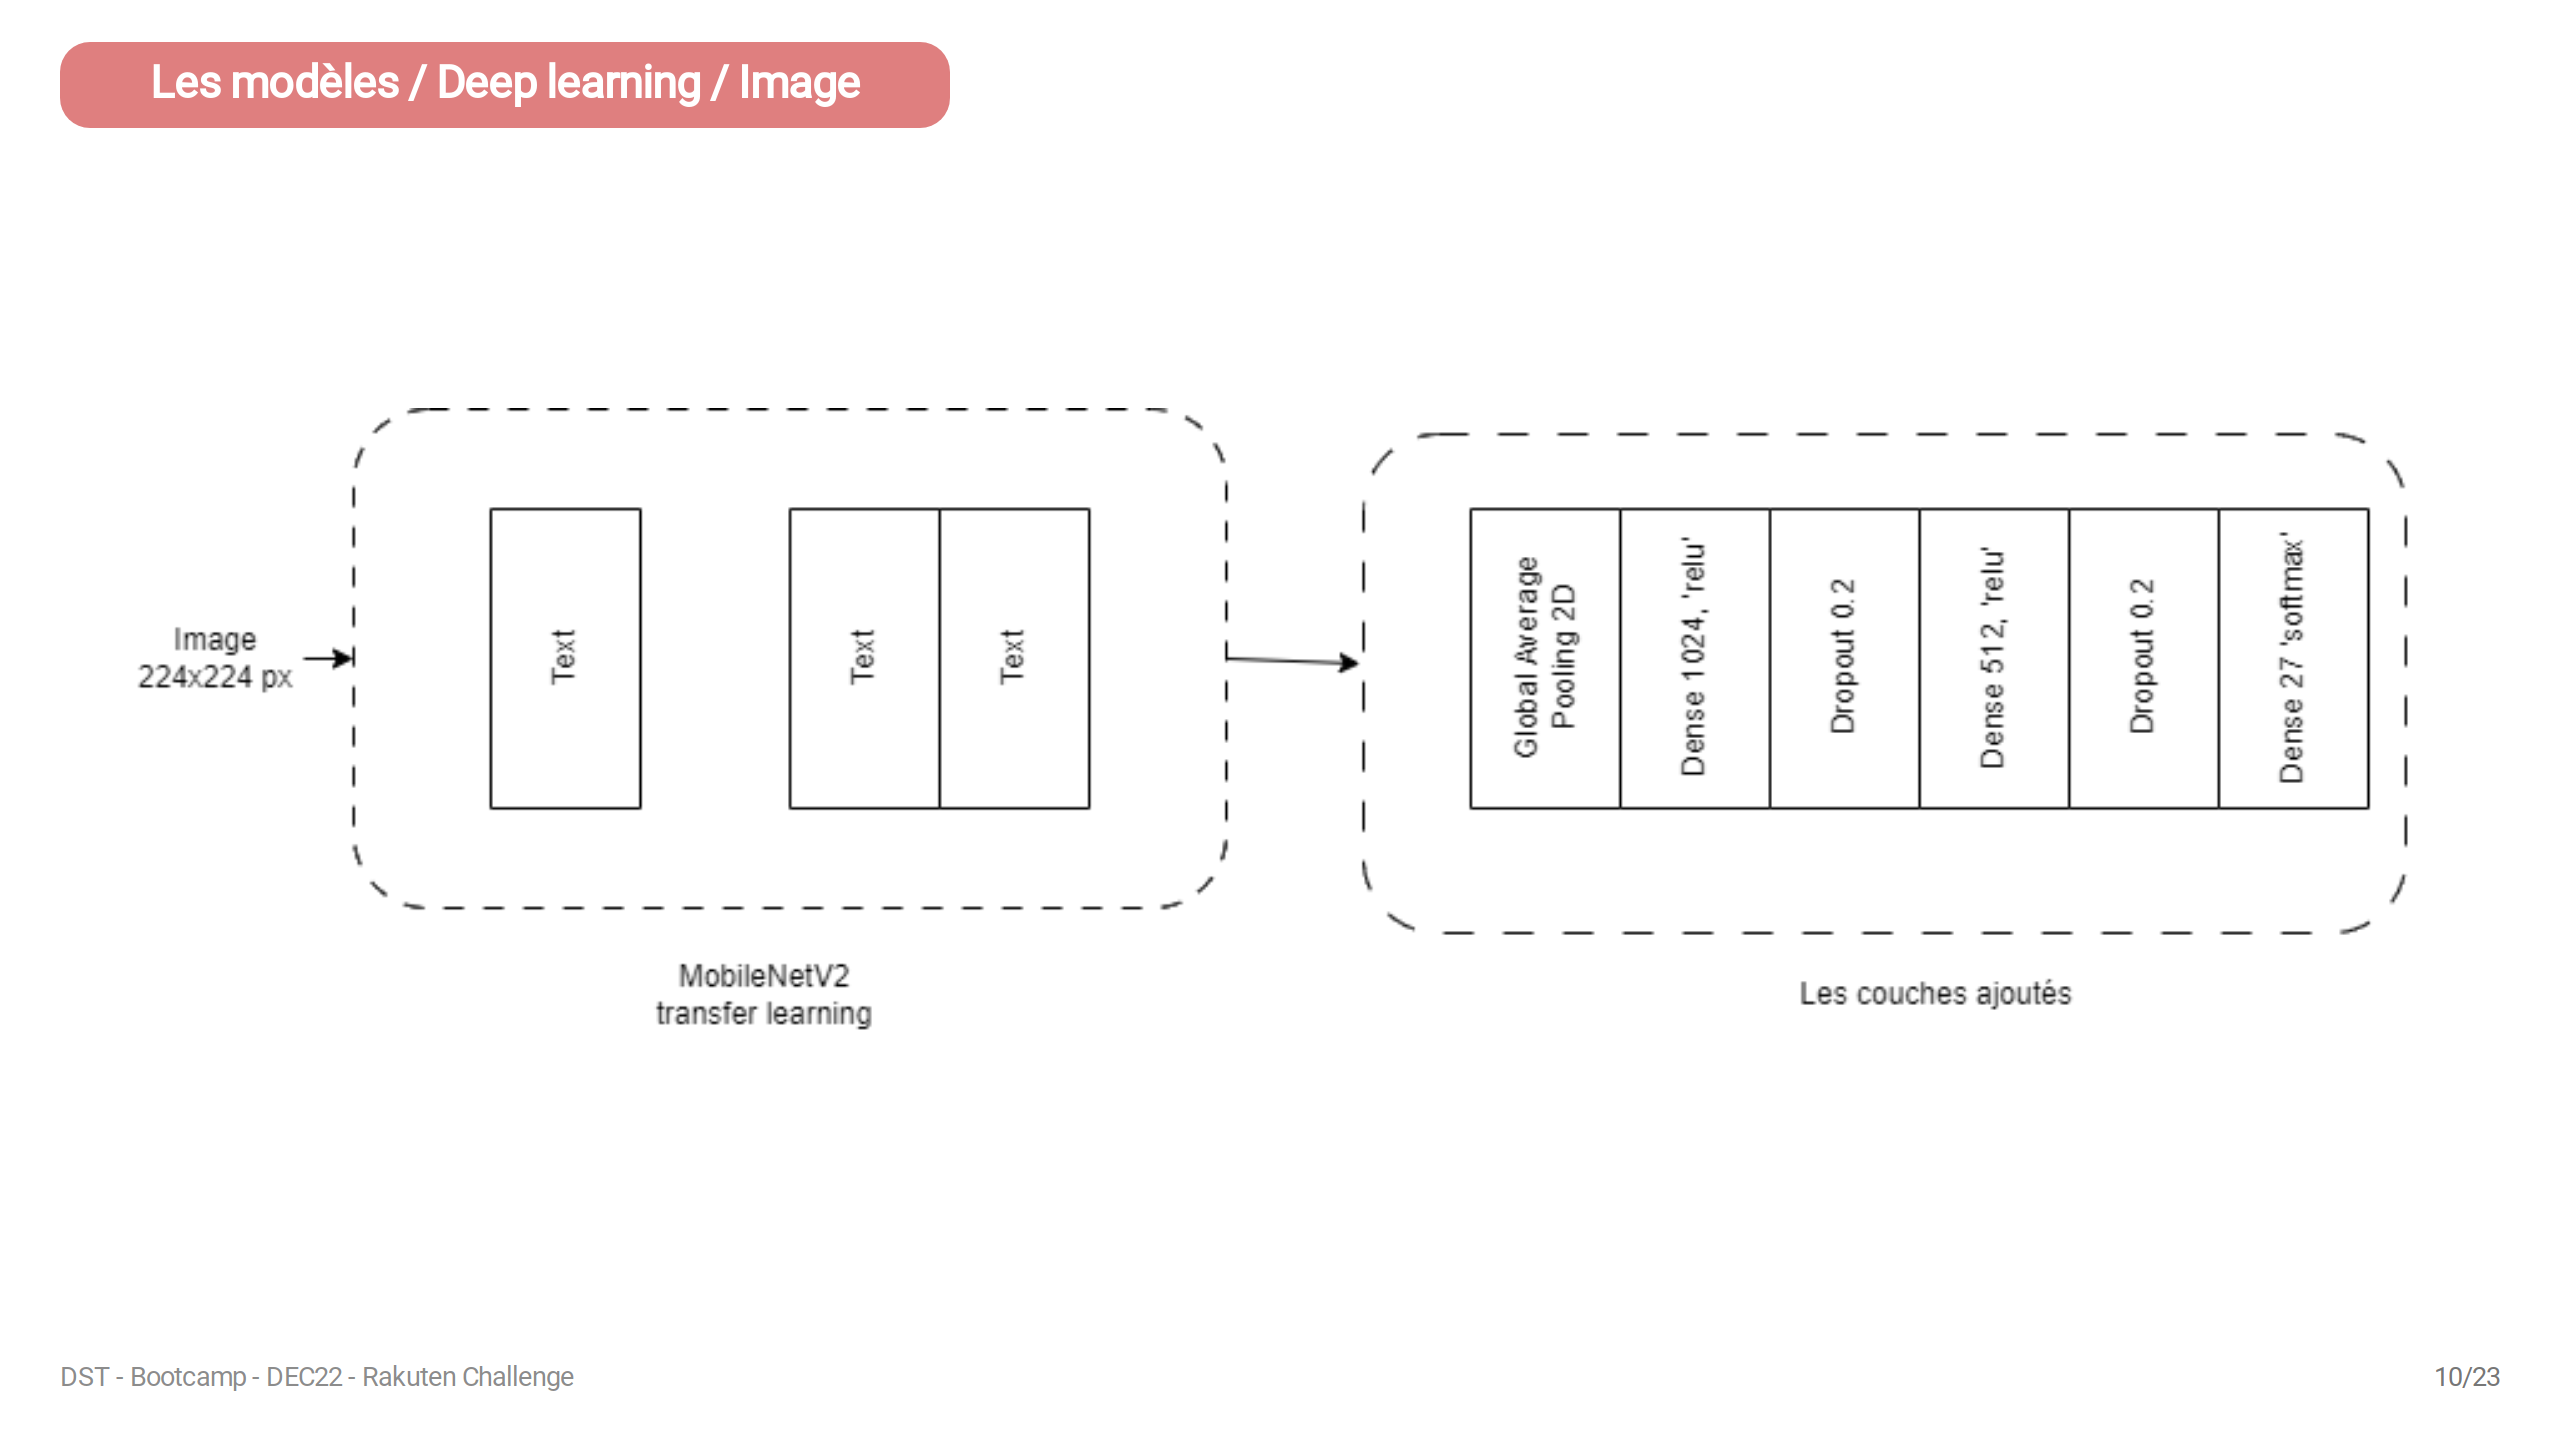 Les modèles / Deep learning / Image
Image
224x224 px
Text
Text
Text
Global Average
Pooling 2D
Dense 1024, 'relu'
Dropout 0.2
Dense 512, 'relu'
Dropout 0.2
Dense 27 'softmax'
MobileNetV2
transfer learning
Les couches ajoutés
DST - Bootcamp - DEC22 - Rakuten Challenge
10/23